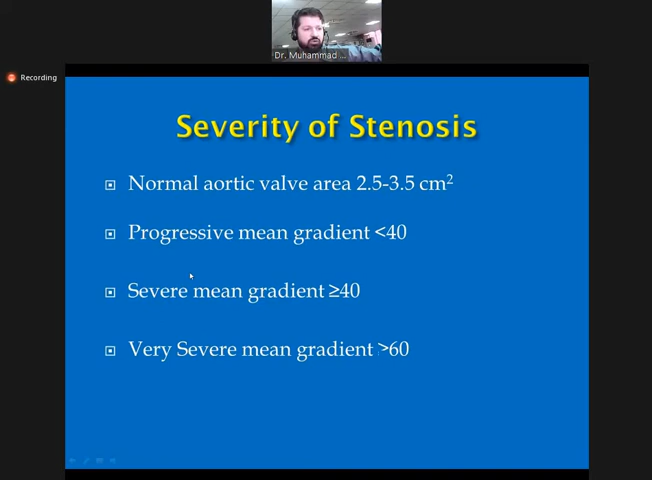 Dr. Muhammad ...
Recording
Severity of Stenosis
Normal aortic valve area 2.5-3.5 cm²
Progressive mean gradient <40
Severe mean gradient ≥40
Very Severe mean gradient >60